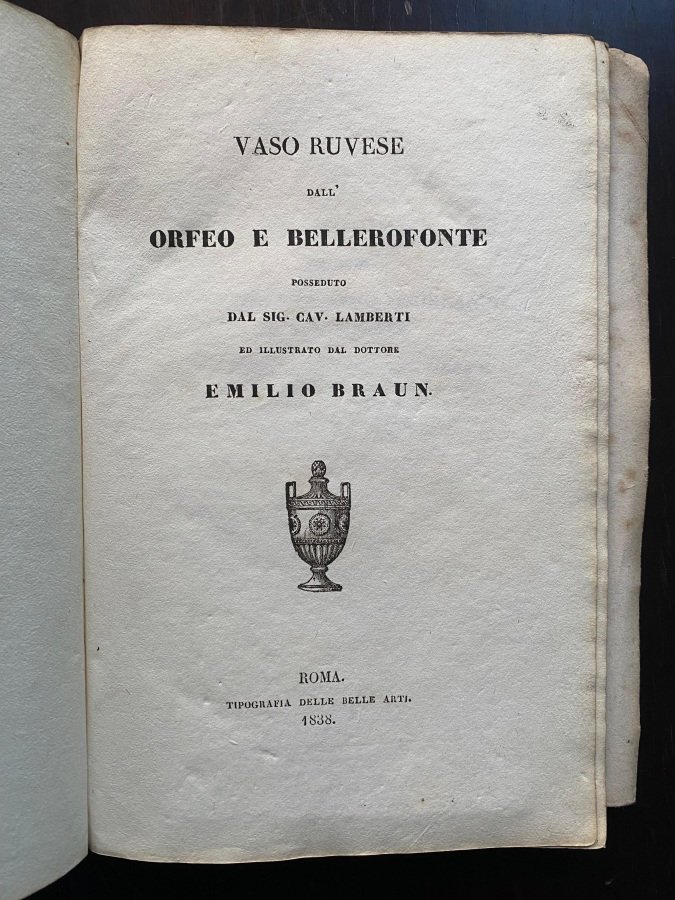 VASO RUVESE
DALL'
ORFEO E BELLEROFONTE
POSSEDUTO
DAL SIG. CAV. LAMBERTI
ED ILLUSTRATO DAL DOTTORE
EMILIO BRAUN.
ROMA.
TIPOGRAFIA DELLE BELLE ARTI.
1838.